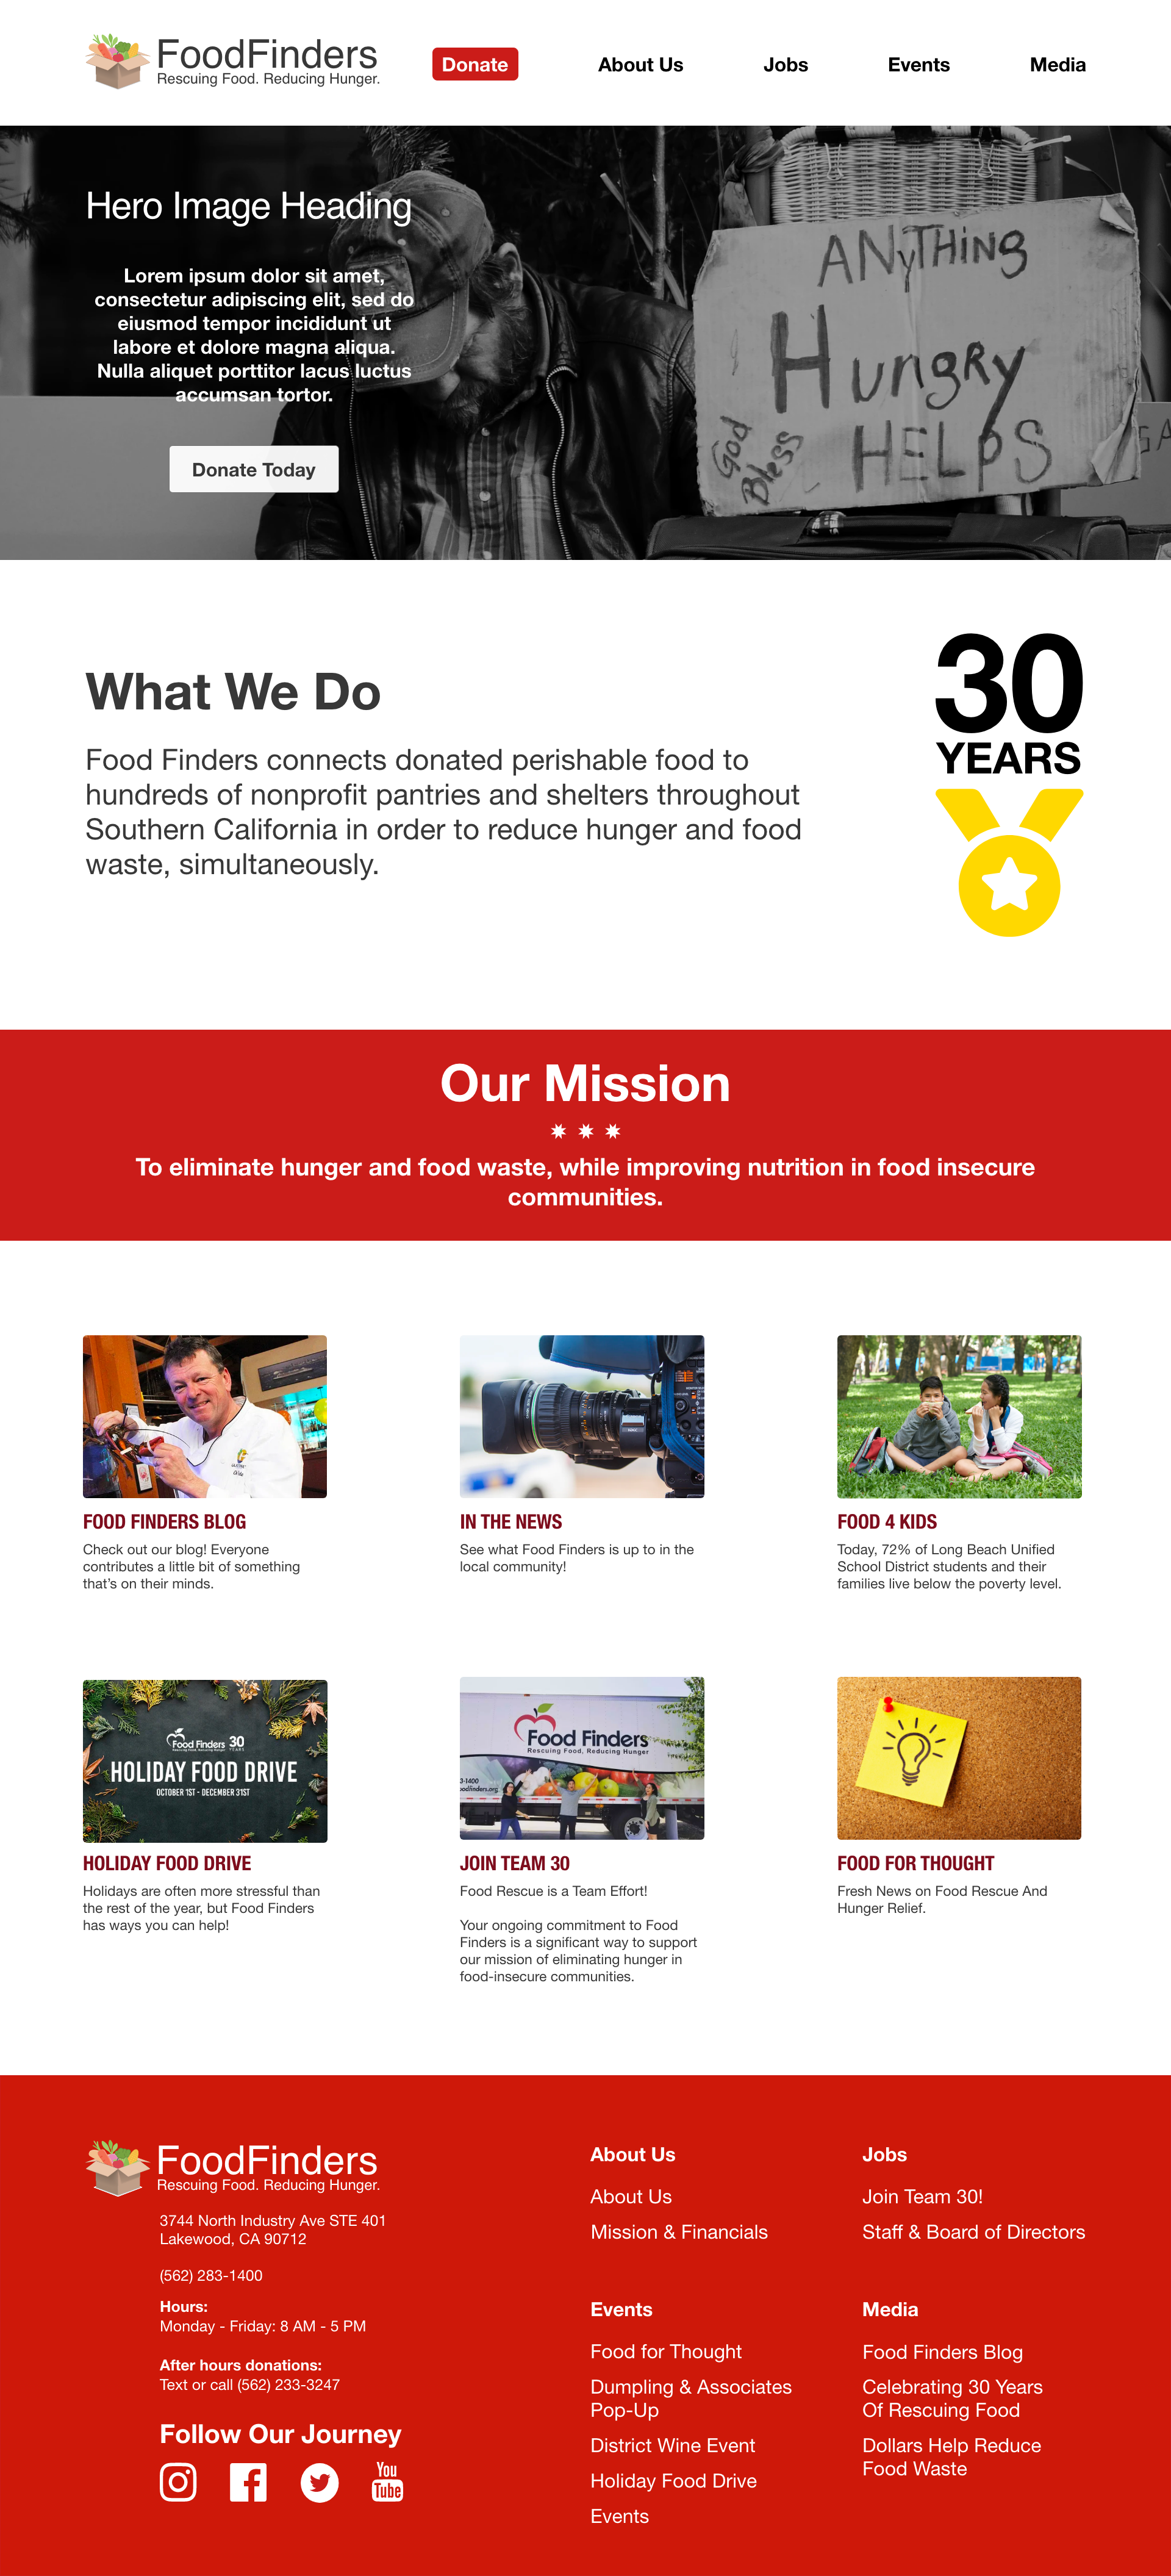 FoodFinders
Rescuing Food. Reducing Hunger.
Donate
About Us
Jobs
Events
Media
Hero Image Heading
Lorem ipsum dolor sit amet,
consectetur adipiscing elit, sed do
eiusmod tempor incididunt ut
labore et dolore magna aliqua.
Nulla aliquet porttitor lacus luctus
accumsan tortor.
Donate Today
ANyTHiNg
HuNgRy
God
Bless
HELPS
What We Do
Food Finders connects donated perishable food to
hundreds of nonprofit pantries and shelters throughout
Southern California in order to reduce hunger and food
waste, simultaneously.
30
YEARS
Our Mission
To eliminate hunger and food waste, while improving nutrition in food insecure
communities.
FOOD FINDERS BLOG
Check out our blog! Everyone
contributes a little bit of something
that’s on their minds.
IN THE NEWS
See what Food Finders is up to in the
local community!
FOOD 4 KIDS
Today, 72% of Long Beach Unified
School District students and their
families live below the poverty level.
Food Finders 30
Rescuing Food, Reducing Hunger YEARS
HOLIDAY FOOD DRIVE
OCTOBER 1ST - DECEMBER 31ST
HOLIDAY FOOD DRIVE
Holidays are often more stressful than
the rest of the year, but Food Finders
has ways you can help!
Food Finders
Rescuing Food, Reducing Hunger
3-1400
oodfinders.org
JOIN TEAM 30
Food Rescue is a Team Effort!
Your ongoing commitment to Food
Finders is a significant way to support
our mission of eliminating hunger in
food-insecure communities.
FOOD FOR THOUGHT
Fresh News on Food Rescue And
Hunger Relief.
FoodFinders
Rescuing Food. Reducing Hunger.
3744 North Industry Ave STE 401
Lakewood, CA 90712
(562) 283-1400
Hours:
Monday - Friday: 8 AM - 5 PM
After hours donations:
Text or call (562) 233-3247
Follow Our Journey
You
Tube
About Us
About Us
Mission & Financials
Jobs
Join Team 30!
Staff & Board of Directors
Events
Food for Thought
Dumpling & Associates
Pop-Up
District Wine Event
Holiday Food Drive
Events
Media
Food Finders Blog
Celebrating 30 Years
Of Rescuing Food
Dollars Help Reduce
Food Waste